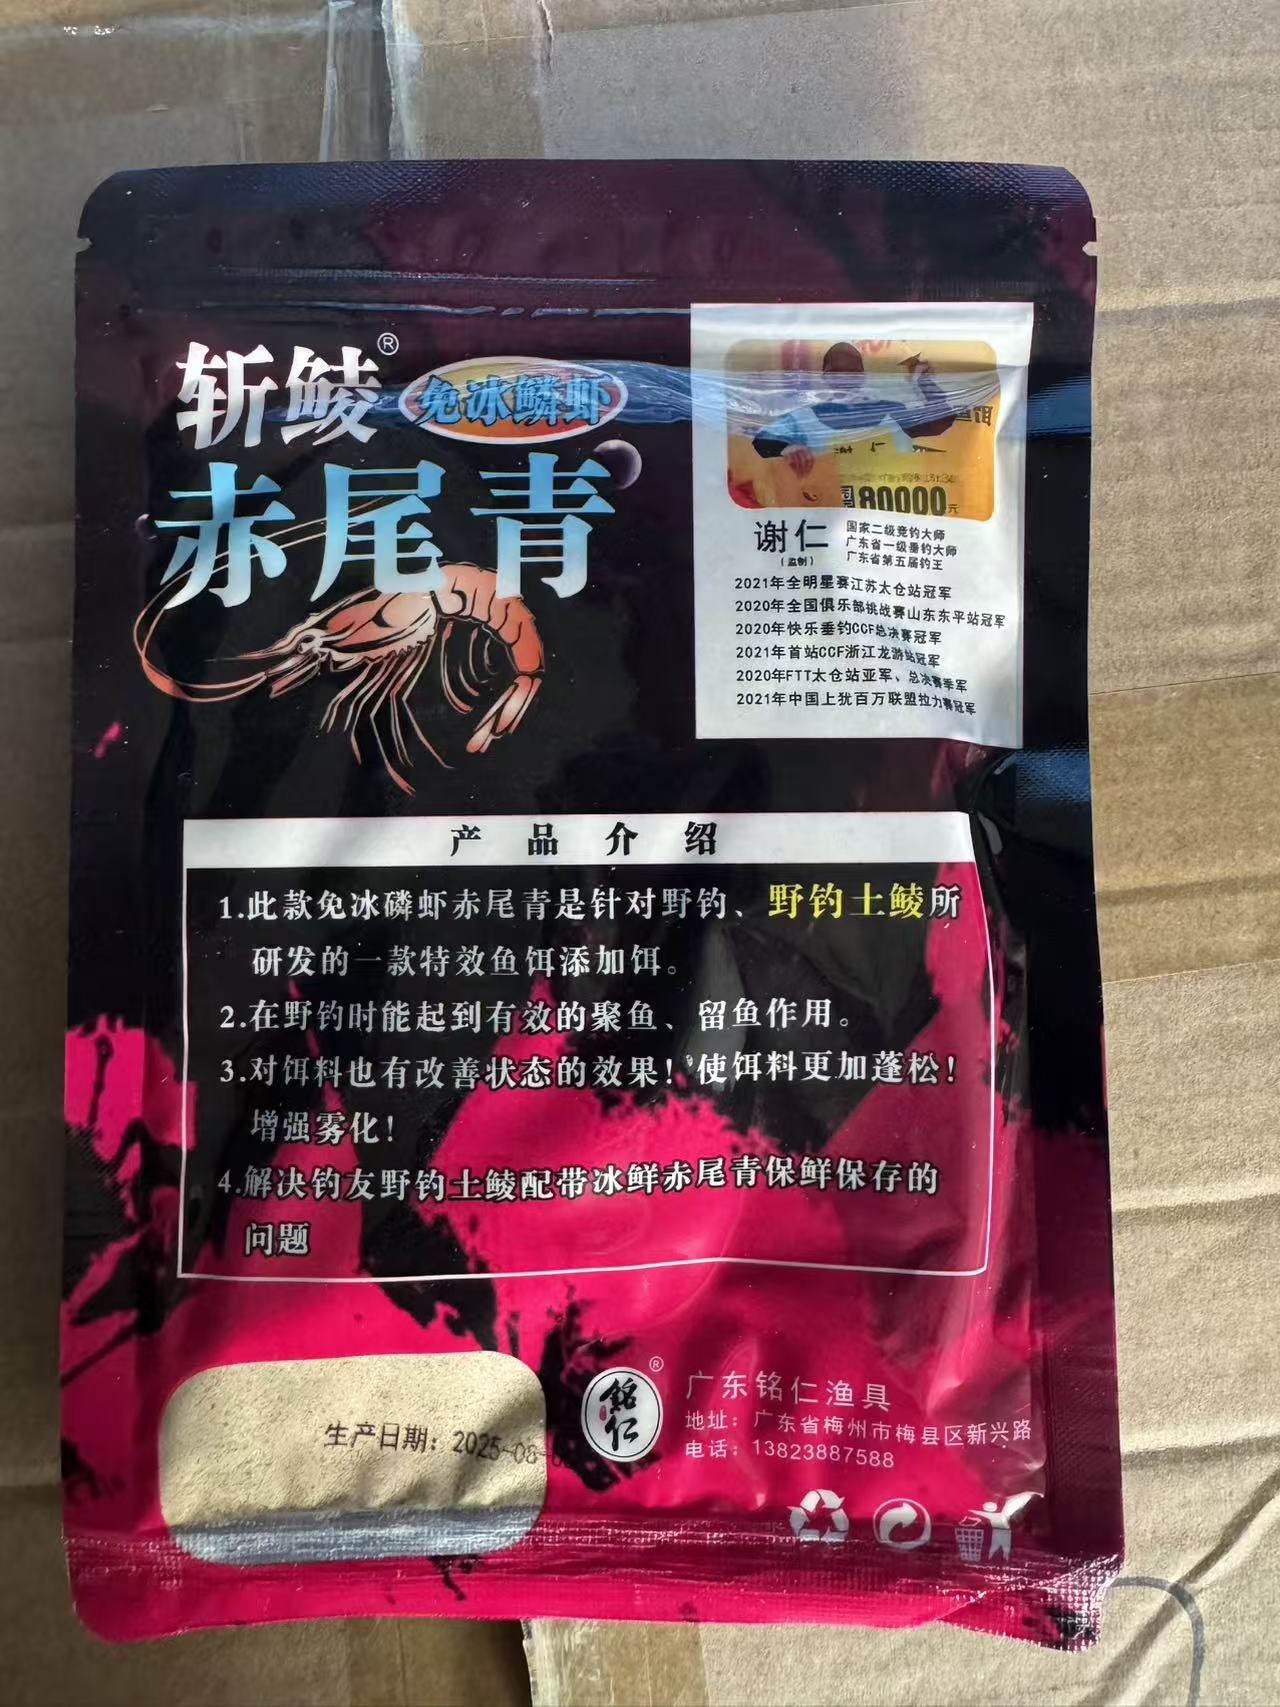 斩鲮®
免冰鳞虾
赤尾青
80000元
谢仁
（监制）
国家二级竞钓大师
广东省一级垂钓大师
广东省第五届钓王
2021年全明星赛江苏太仓站冠军
2020年全国俱乐部挑战赛山东东平站冠军
2020年快乐垂钓CCF总决赛冠军
2021年首站CCF浙江龙游站冠军
2020年FTT太仓站亚军、总决赛季军
2021年中国上犹百万联盟拉力赛冠军
产品介绍
1.此款免冰磷虾赤尾青是针对野钓、野钓土鲮所
研发的一款特效鱼饵添加饵。
2.在野钓时能起到有效的聚鱼、留鱼作用。
3.对饵料也有改善状态的效果！使饵料更加蓬松！
增强雾化！
4.解决钓友野钓土鲮配带冰鲜赤尾青保鲜保存的
问题
生产日期：2025-08-
銘仁®
广东铭仁渔具
地址：广东省梅州市梅县区新兴路
电话：13823887588